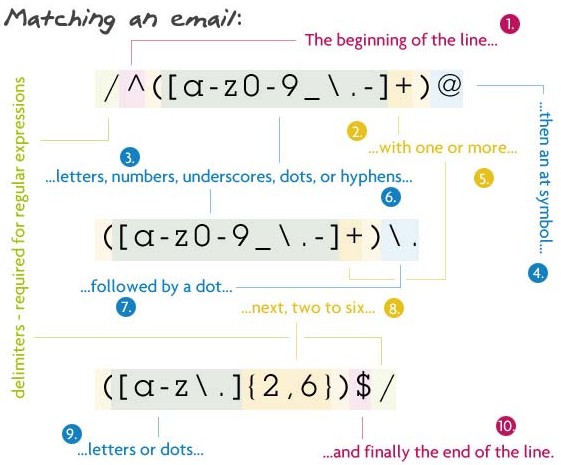 Matching an email:
1.
The beginning of the line...
/^([a-z0-9_\.-]+)@
2.
...with one or more...
3.
...letters, numbers, underscores, dots, or hyphens...
...then an at symbol...
4.
5.
6.
([a-z0-9_\.-]+)\.
...followed by a dot...
7.
...next, two to six...
8.
([a-z\.]{2,6})$/
9.
...letters or dots...
10.
...and finally the end of the line.
delimiters - required for regular expressions